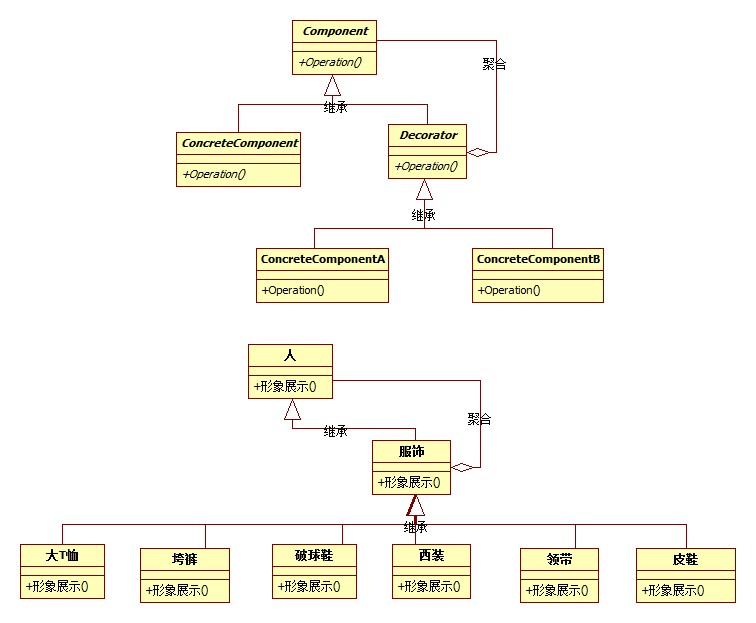 Component
+Operation()
聚合
继承
ConcreteComponent
+Operation()
Decorator
+Operation()
继承
ConcreteComponentA
+Operation()
ConcreteComponentB
+Operation()
人
+形象展示()
聚合
继承
服饰
+形象展示()
继承
大T恤
+形象展示()
垮裤
+形象展示()
破球鞋
+形象展示()
西装
+形象展示()
领带
+形象展示()
皮鞋
+形象展示()